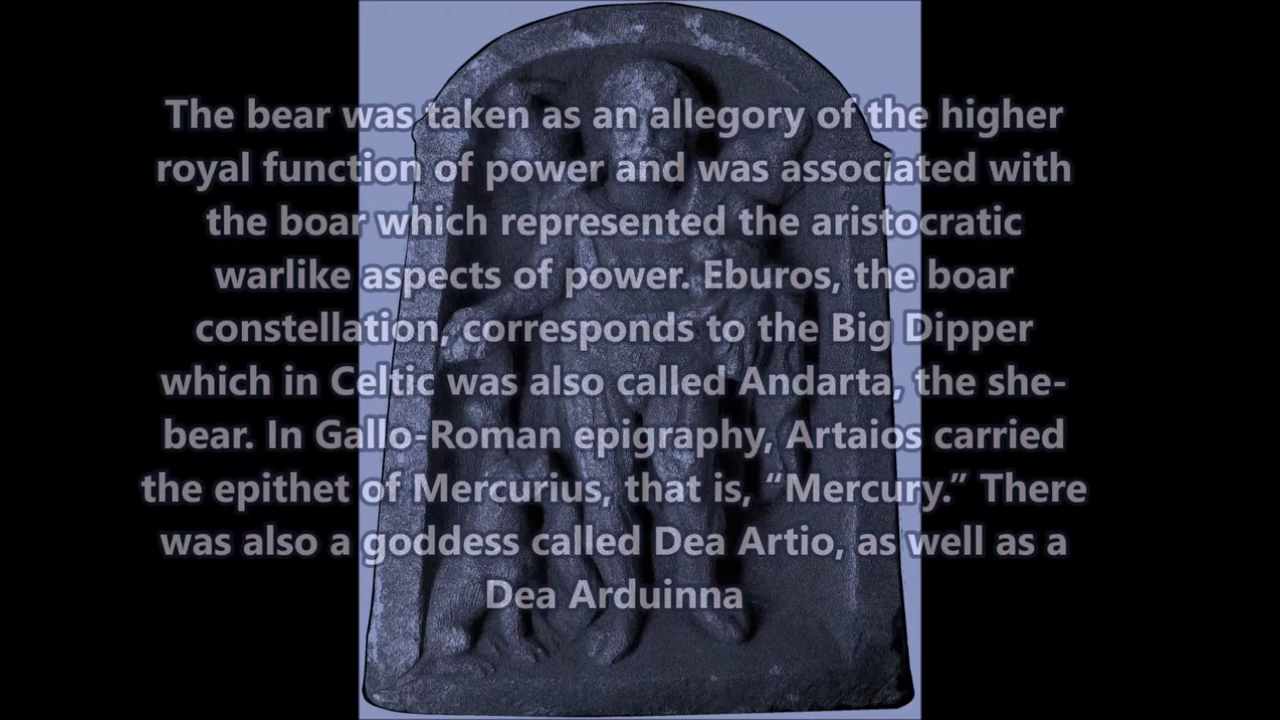 The bear was taken as an allegory of the higher
royal function of power and was associated with
the boar which represented the aristocratic
warlike aspects of power. Eburos, the boar
constellation, corresponds to the Big Dipper
which in Celtic was also called Andarta, the she-
bear. In Gallo-Roman epigraphy, Artaios carried
the epithet of Mercurius, that is, “Mercury.” There
was also a goddess called Dea Artio, as well as a
Dea Arduinna